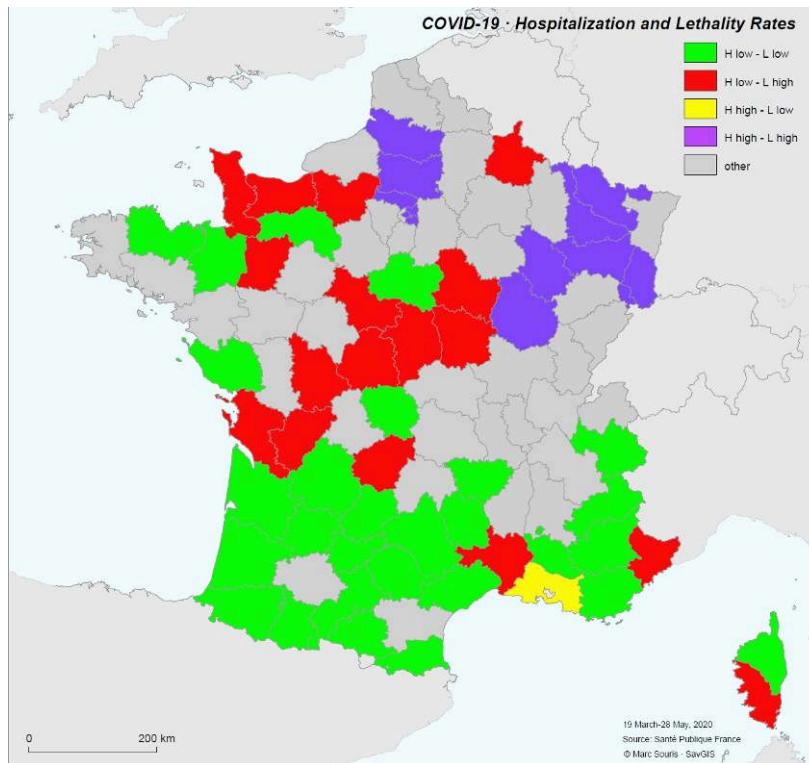 COVID-19 · Hospitalization and Lethality Rates
H low - L low
H low - L high
H high - L low
H high - L high
other
19 March-28 May, 2020
Source: Santé Publique France
© Marc Souris - SavGIS
0
200 km